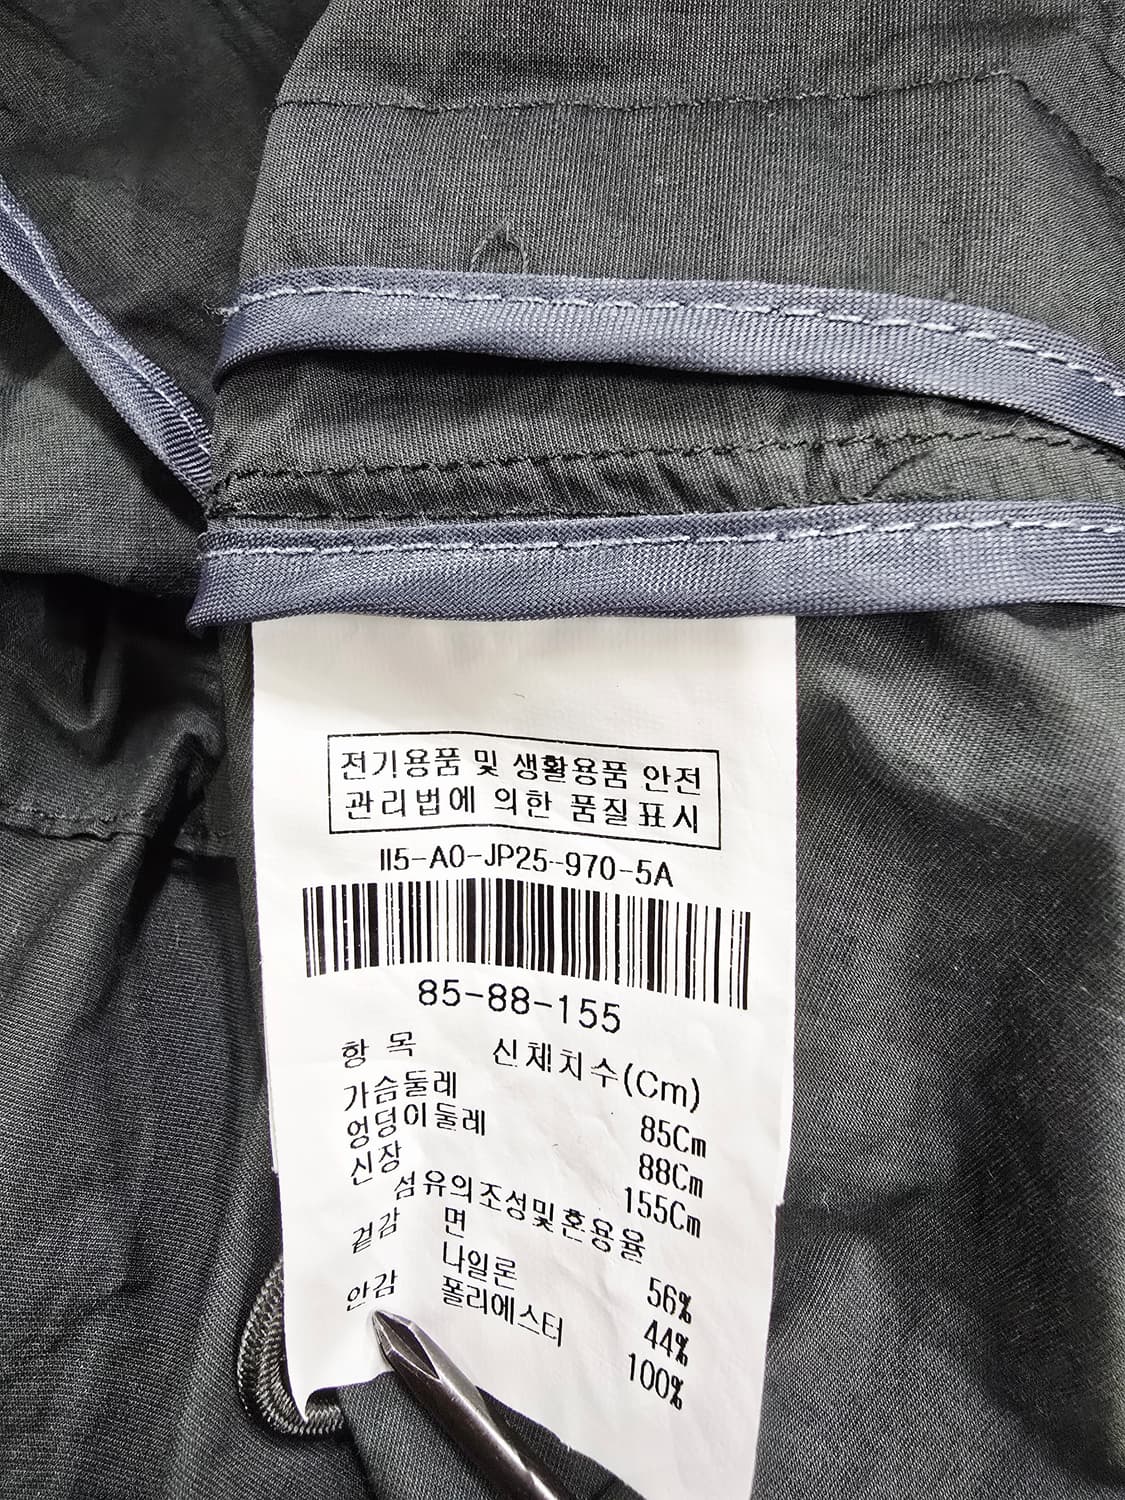 전기용품 및 생활용품 안전
관리법에 의한 품질표시
II5-A0-JP25-970-5A
85-88-155
항 목 신체치수(Cm)
가슴둘레 85Cm
엉덩이둘레 88Cm
신장 155Cm
섬유의조성및혼용율
겉감 면 56%
나일론 44%
안감 폴리에스터 100%